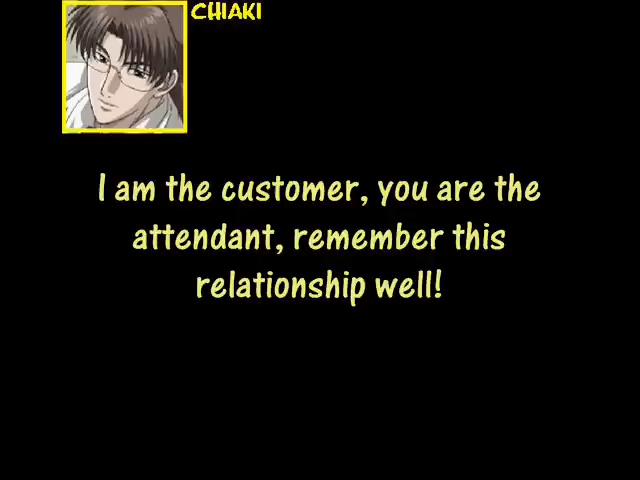 CHIAKI
I am the customer, you are the
attendant, remember this
relationship well!